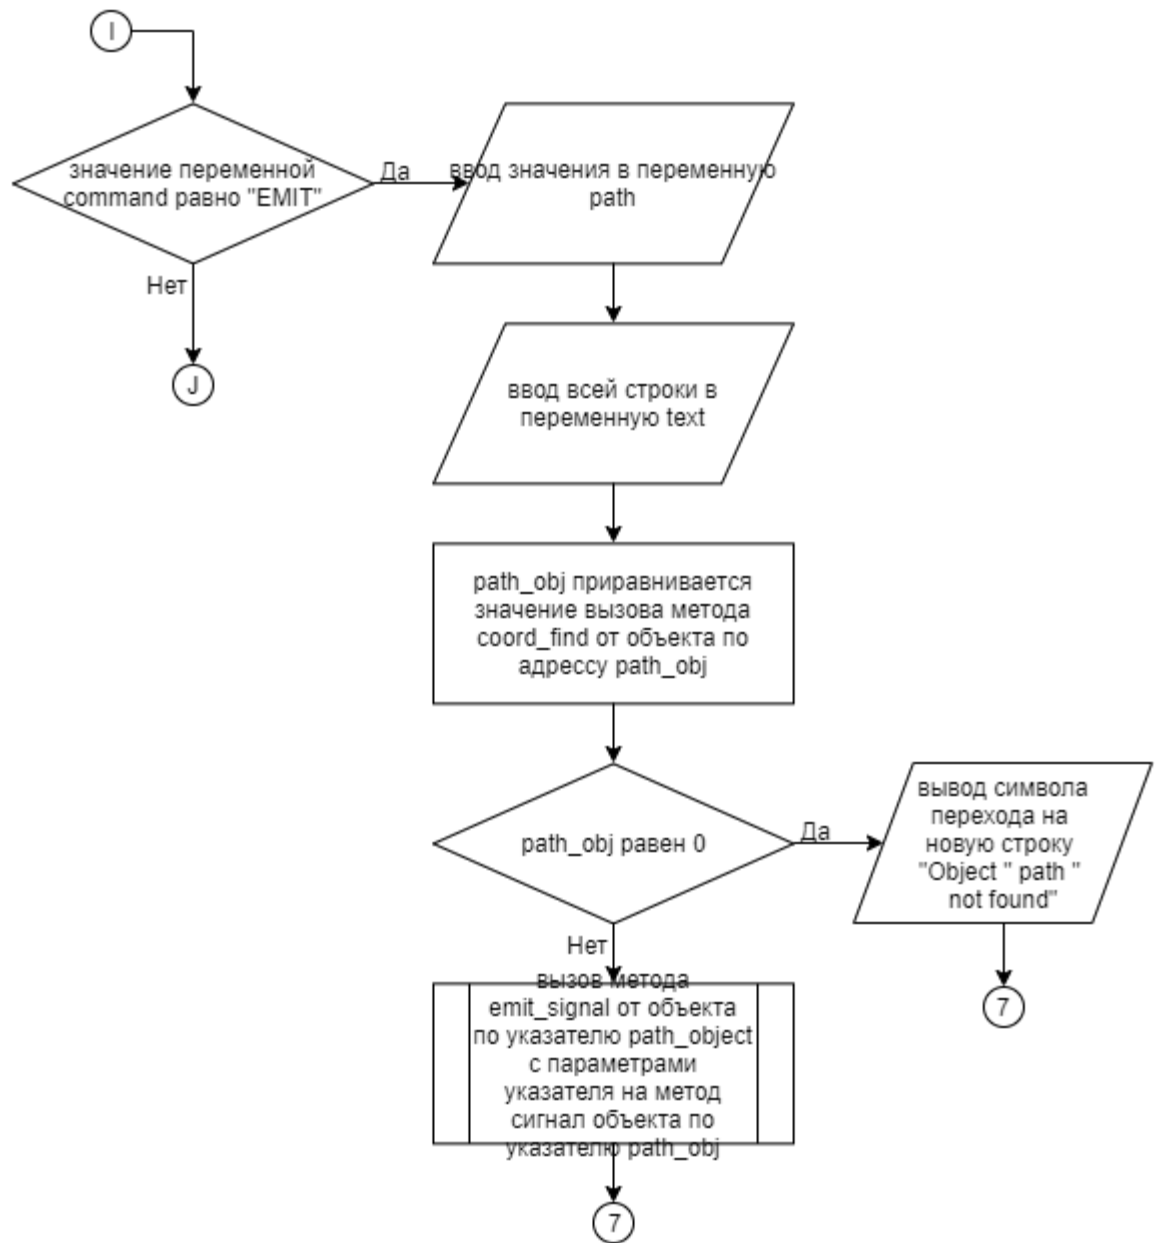 I
значение переменной
command равно "EMIT"
Да
ввод значения в переменную
path
Нет
J
ввод всей строки в
переменную text
path_obj приравнивается
значение вызова метода
coord_find от объекта по
адрессу path_obj
path_obj равен 0
Да
вывод символа
перехода на
новую строку
"Object " path "
not found"
Нет
7
вызов метода
emit_signal от объекта
по указателю path_object
с параметрами
указателя на метод
сигнал объекта по
указателю path_obj
7